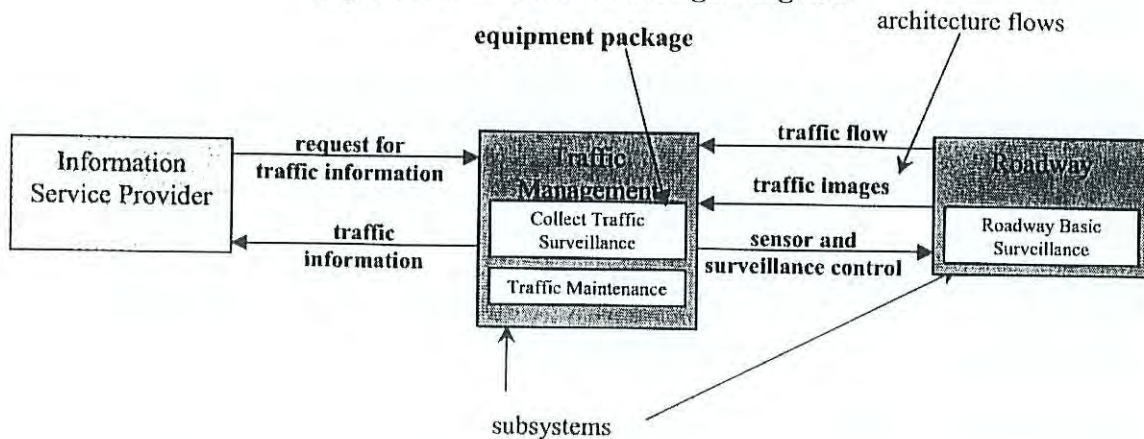 architecture flows
equipment package
Information
Service Provider
request for
traffic information
traffic
information
Traffic
Management
Collect Traffic
Surveillance
Traffic Maintenance
traffic flow
traffic images
sensor and
surveillance control
Roadway
Roadway Basic
Surveillance
subsystems